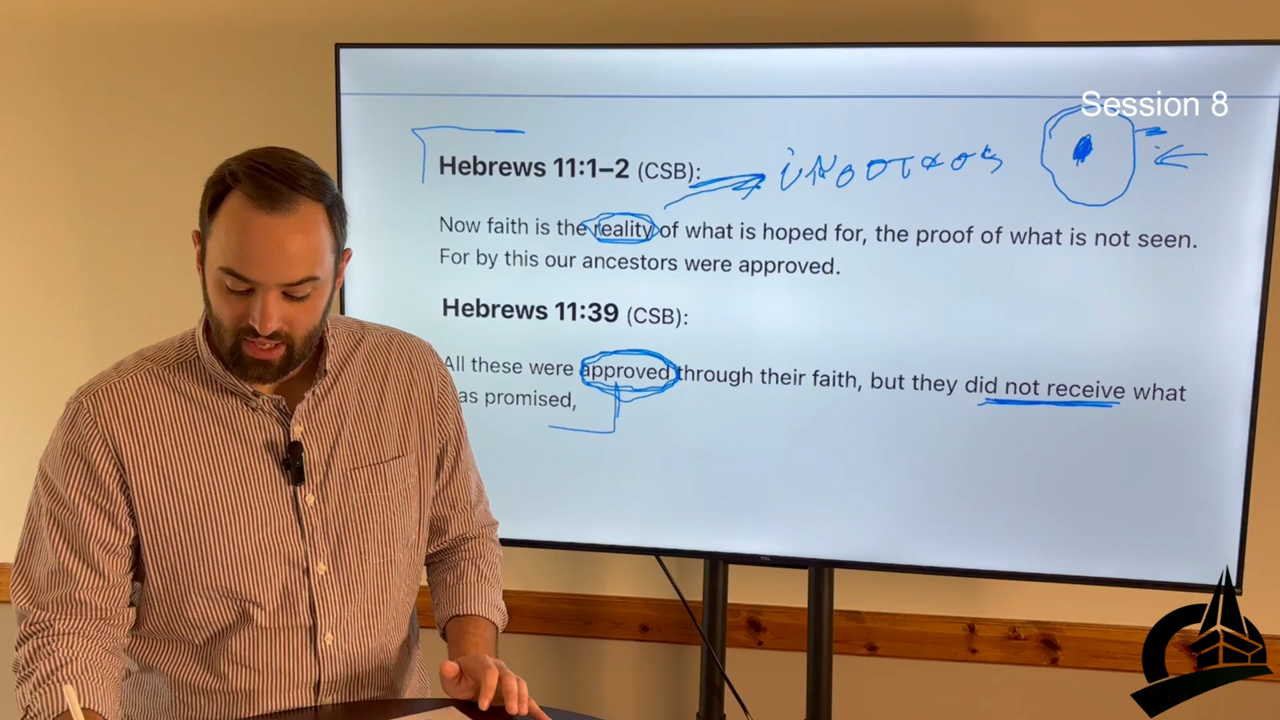 Session 8
Hebrews 11:1–2 (CSB):
Now faith is the reality of what is hoped for, the proof of what is not seen.
For by this our ancestors were approved.
Hebrews 11:39 (CSB):
All these were approved through their faith, but they did not receive what
as promised,